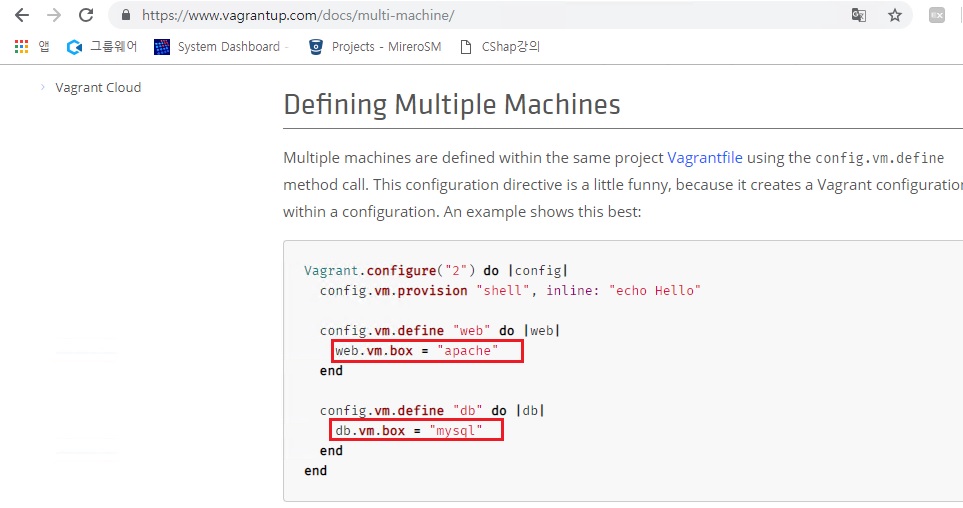 https://www.vagrantup.com/docs/multi-machine/
앱 그룹웨어 System Dashboard - Projects - MireroSM CShap강의
Vagrant Cloud
Defining Multiple Machines
Multiple machines are defined within the same project Vagrantfile using the config.vm.define
method call. This configuration directive is a little funny, because it creates a Vagrant configuration
within a configuration. An example shows this best:
Vagrant.configure("2") do |config|
config.vm.provision "shell", inline: "echo Hello"
config.vm.define "web" do |web|
web.vm.box = "apache"
end
config.vm.define "db" do |db|
db.vm.box = "mysql"
end
end